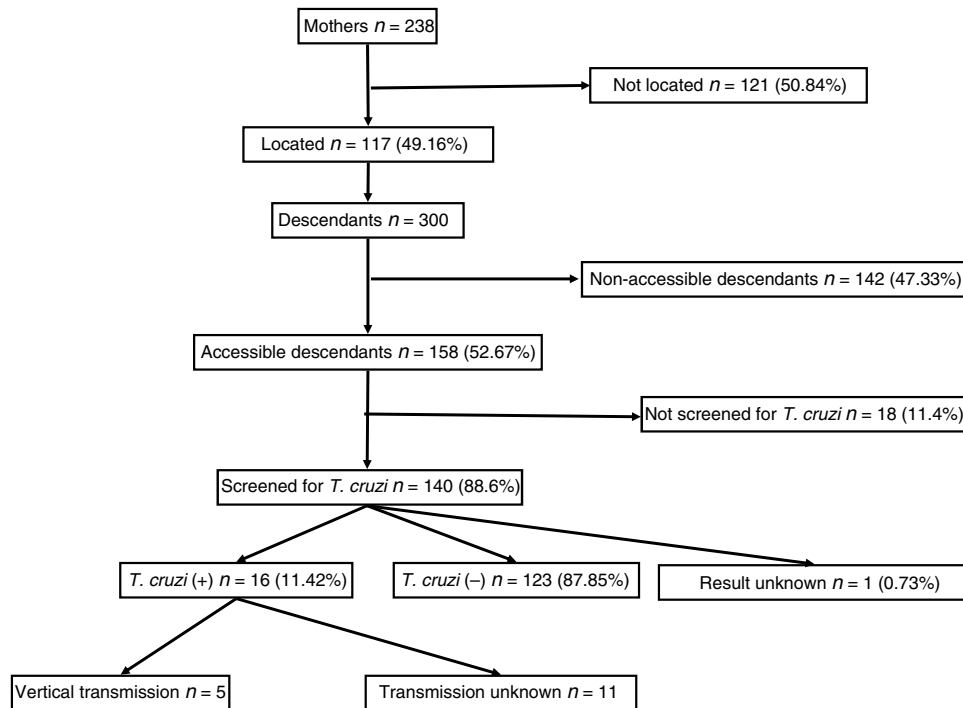 Mothers n = 238
Not located n = 121 (50.84%)
Located n = 117 (49.16%)
Descendants n = 300
Non-accessible descendants n = 142 (47.33%)
Accessible descendants n = 158 (52.67%)
Not screened for T. cruzi n = 18 (11.4%)
Screened for T. cruzi n = 140 (88.6%)
T. cruzi (+) n = 16 (11.42%)
T. cruzi (–) n = 123 (87.85%)
Result unknown n = 1 (0.73%)
Vertical transmission n = 5
Transmission unknown n = 11